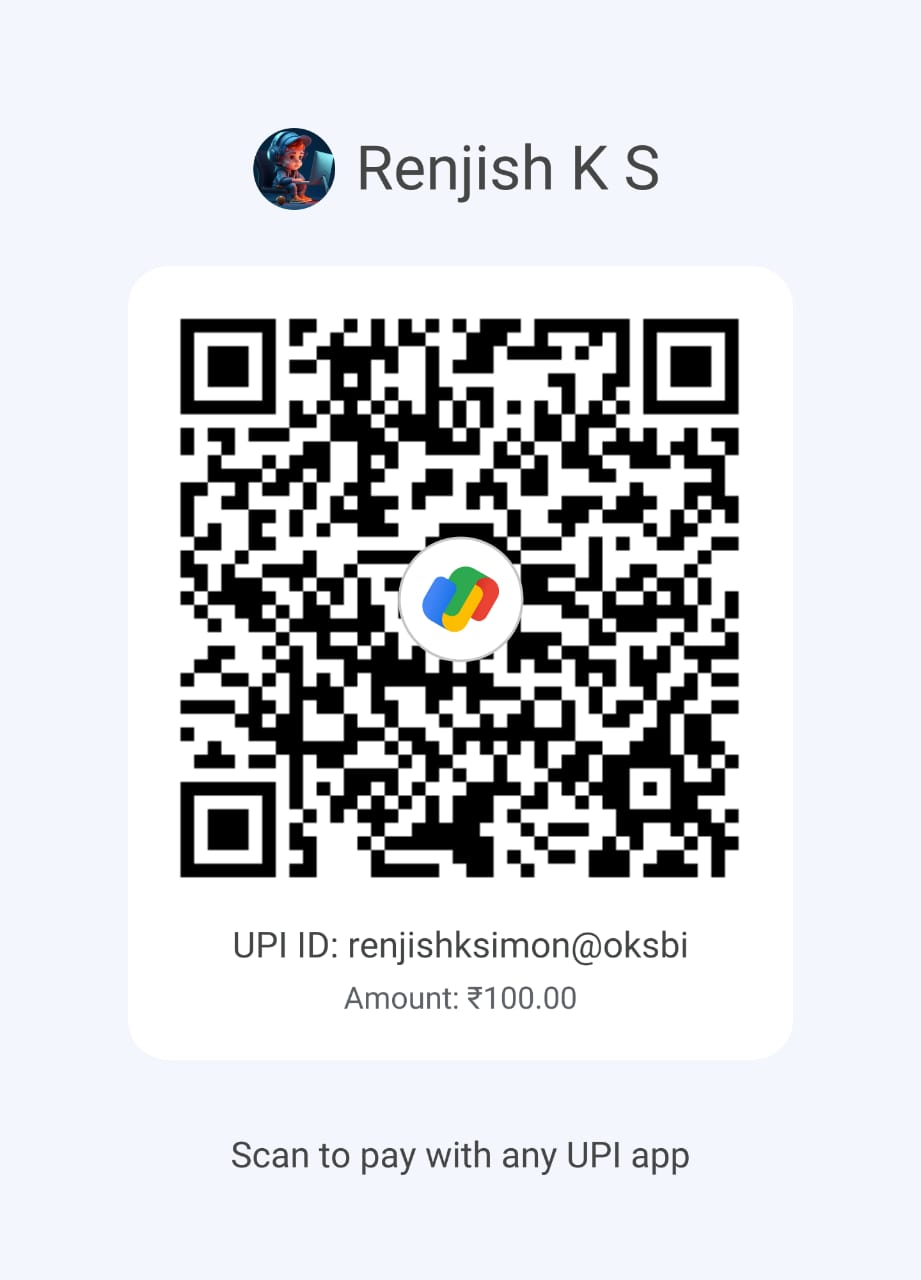 Renjish K S
UPI ID: renjishksimon@oksbi
Amount: ₹100.00
Scan to pay with any UPI app